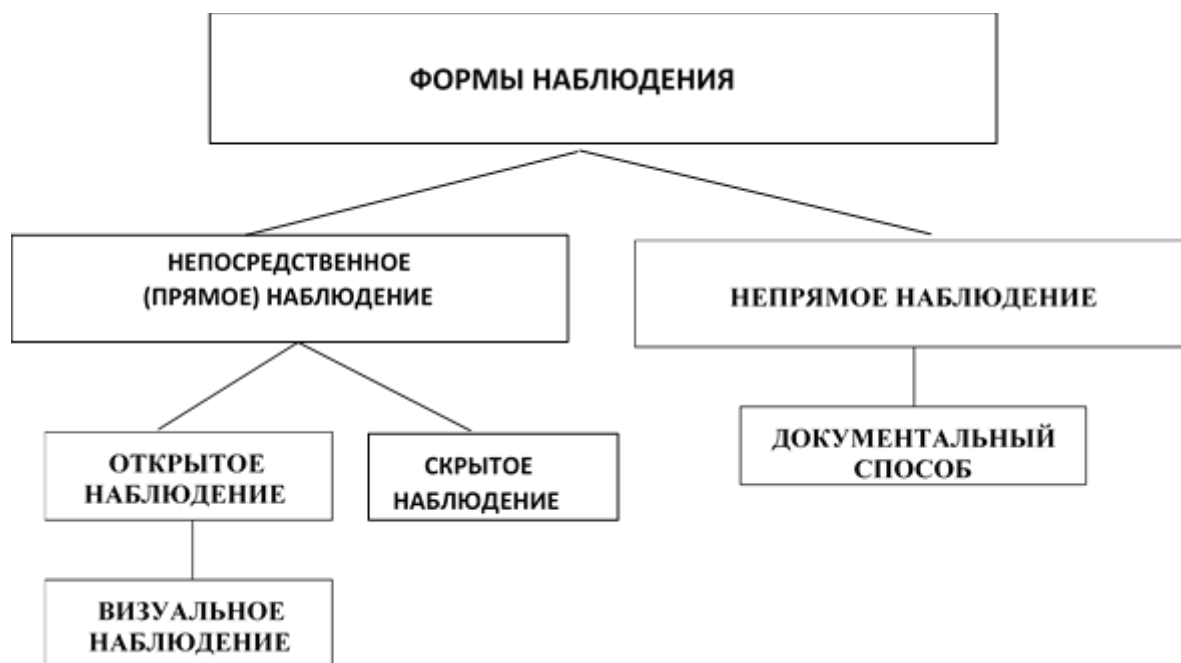 ФОРМЫ НАБЛЮДЕНИЯ
НЕПОСРЕДСТВЕННОЕ
(ПРЯМОЕ) НАБЛЮДЕНИЕ
НЕПРЯМОЕ НАБЛЮДЕНИЕ
ОТКРЫТОЕ
НАБЛЮДЕНИЕ
СКРЫТОЕ
НАБЛЮДЕНИЕ
ДОКУМЕНТАЛЬНЫЙ
СПОСОБ
ВИЗУАЛЬНОЕ
НАБЛЮДЕНИЕ